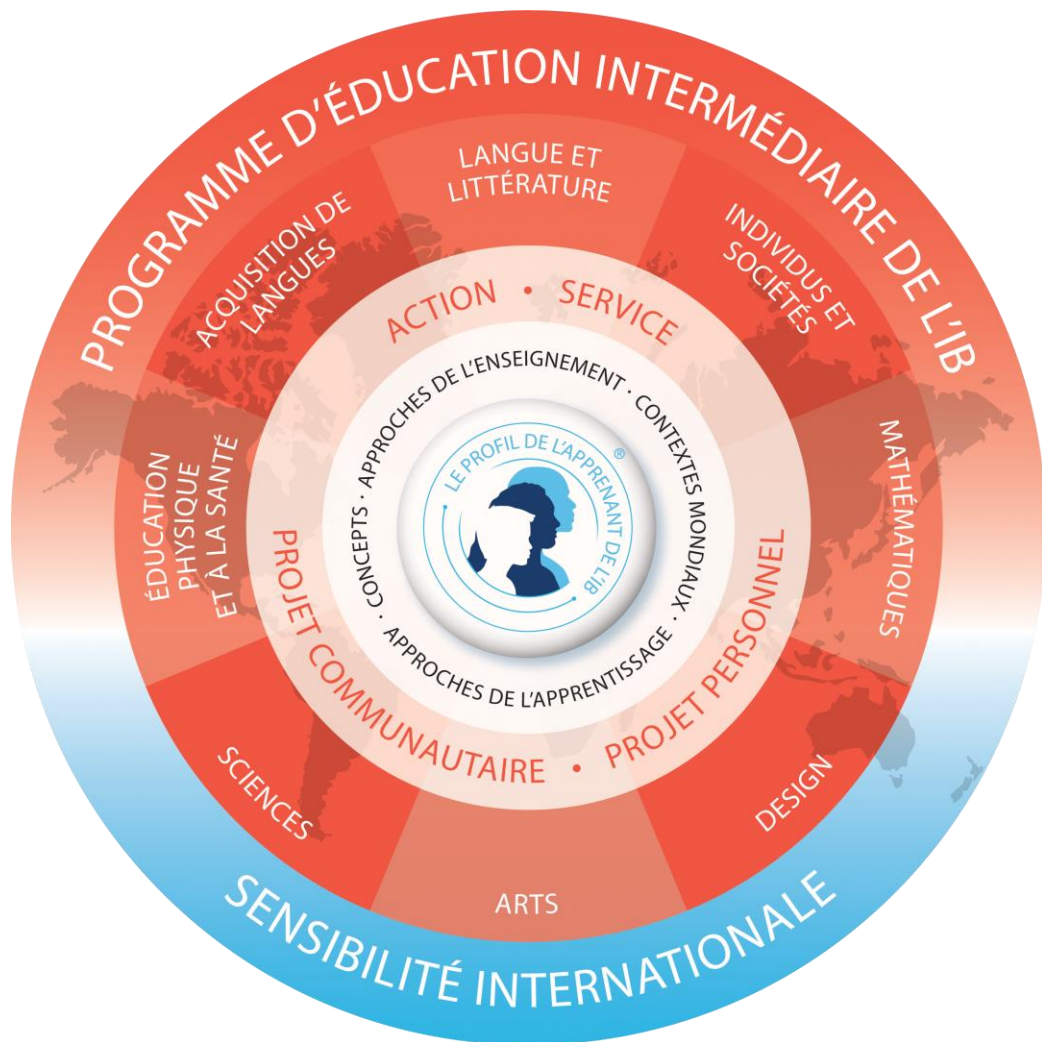 PROGRAMME D'ÉDUCATION INTERMÉDIAIRE DE L'IB
LANGUE ET
LITTÉRATURE
INDIVIDUS ET
SOCIÉTÉS
MATHÉMATIQUES
DESIGN
ARTS
SCIENCES
ÉDUCATION
PHYSIQUE
ET À LA SANTÉ
ACQUISITION DE
LANGUES
ACTION • SERVICE
PROJET COMMUNAUTAIRE • PROJET PERSONNEL
APPROCHES DE L'ENSEIGNEMENT · CONTEXTES MONDIAUX · APPROCHES DE L'APPRENTISSAGE · CONCEPTS ·
LE PROFIL DE L'APPRENANT DE L'IB ®
SENSIBILITÉ INTERNATIONALE